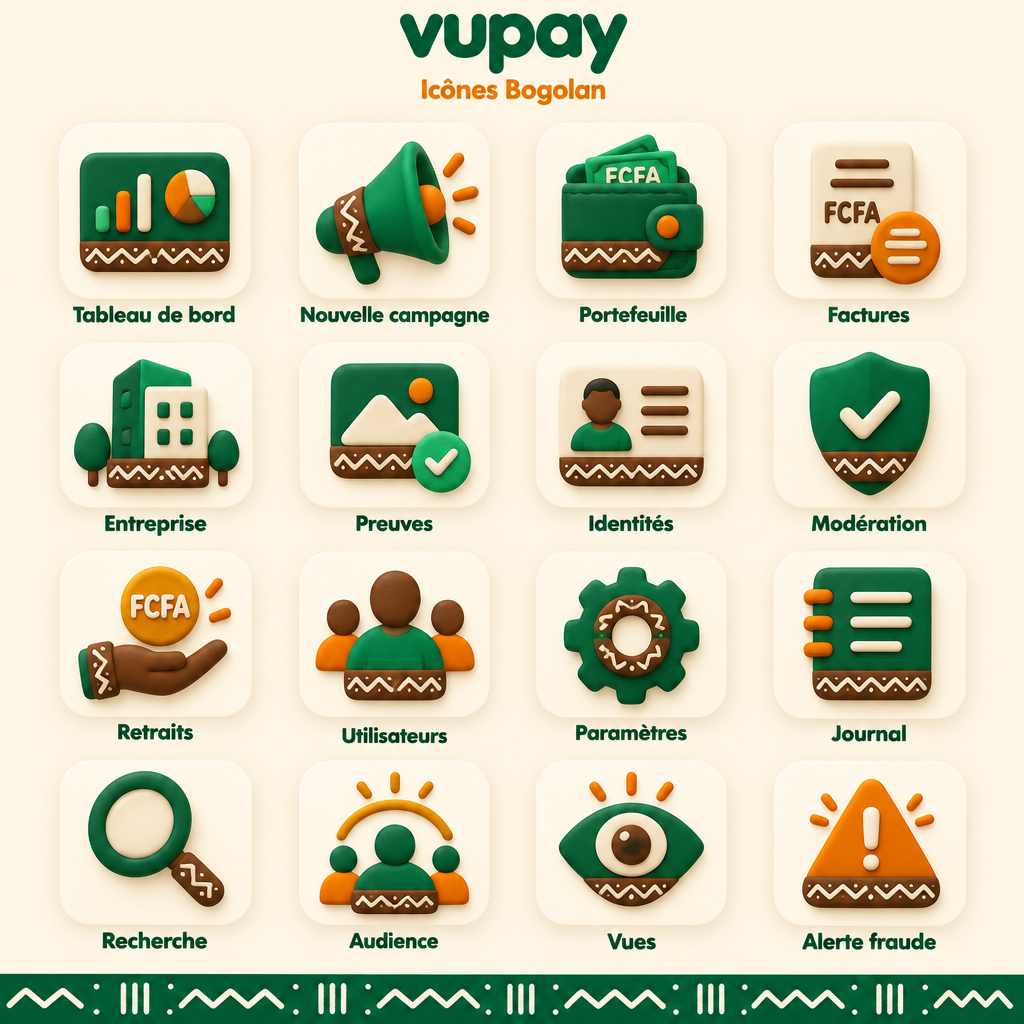 vupay
Icônes Bogolan
FCFA
FCFA
Tableau de bord
Nouvelle campagne
Portefeuille
Factures
Entreprise
Preuves
Identités
Modération
FCFA
Retraits
Utilisateurs
Paramètres
Journal
Recherche
Audience
Vues
Alerte fraude